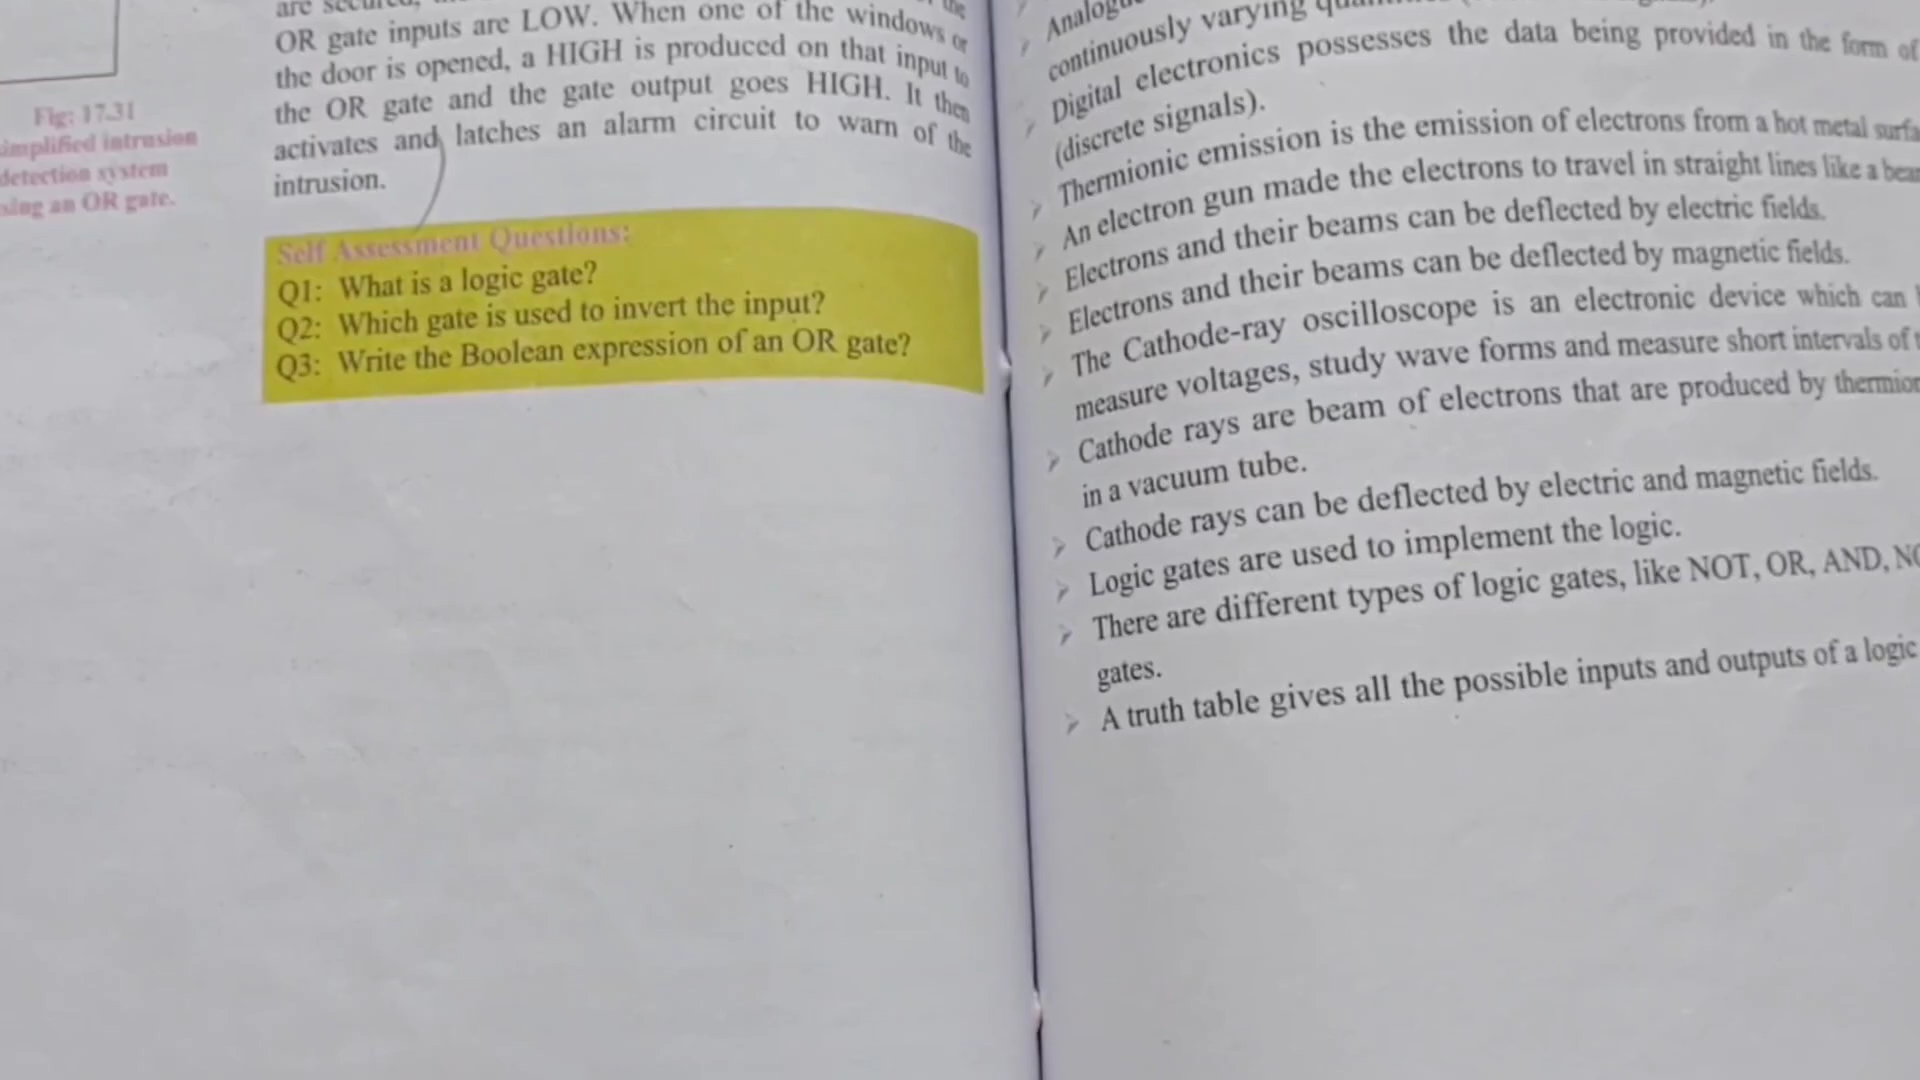 are
OR gate inputs are LOW. When one of the windows or
the door is opened, a HIGH is produced on that input to
the OR gate and the gate output goes HIGH. It then
activates and latches an alarm circuit to warn of the
intrusion.
Fig: 17.31
simplified intrusion
detection system
using an OR gate.
Self Assessment Questions:
Q1: What is a logic gate?
Q2: Which gate is used to invert the input?
Q3: Write the Boolean expression of an OR gate?
Analog
continuously varying
Digital electronics possesses the data being provided in the form of
(discrete signals).
Thermionic emission is the emission of electrons from a hot metal surfa
An electron gun made the electrons to travel in straight lines like a bea
Electrons and their beams can be deflected by electric fields.
Electrons and their beams can be deflected by magnetic fields.
The Cathode-ray oscilloscope is an electronic device which can
measure voltages, study wave forms and measure short intervals of t
Cathode rays are beam of electrons that are produced by thermion
in a vacuum tube.
Cathode rays can be deflected by electric and magnetic fields.
Logic gates are used to implement the logic.
There are different types of logic gates, like NOT, OR, AND, NO
gates.
A truth table gives all the possible inputs and outputs of a logic